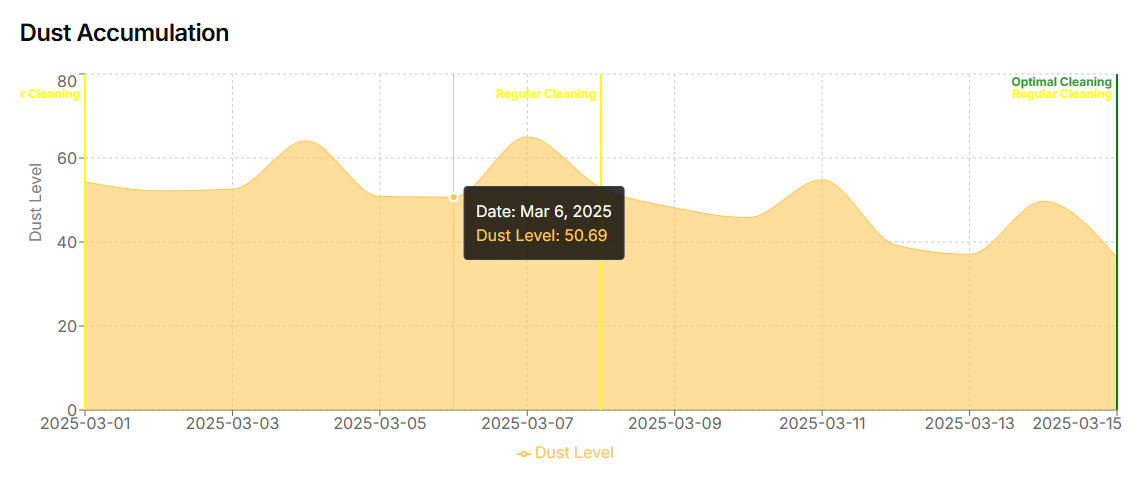 Dust Accumulation
80
Optimal Cleaning
r Cleaning
Regular Cleaning
Regular Cleaning
60
Dust Level
Date: Mar 6, 2025
Dust Level: 50.69
40
20
0
2025-03-01
2025-03-03
2025-03-05
2025-03-07
2025-03-09
2025-03-11
2025-03-13
2025-03-15
Dust Level